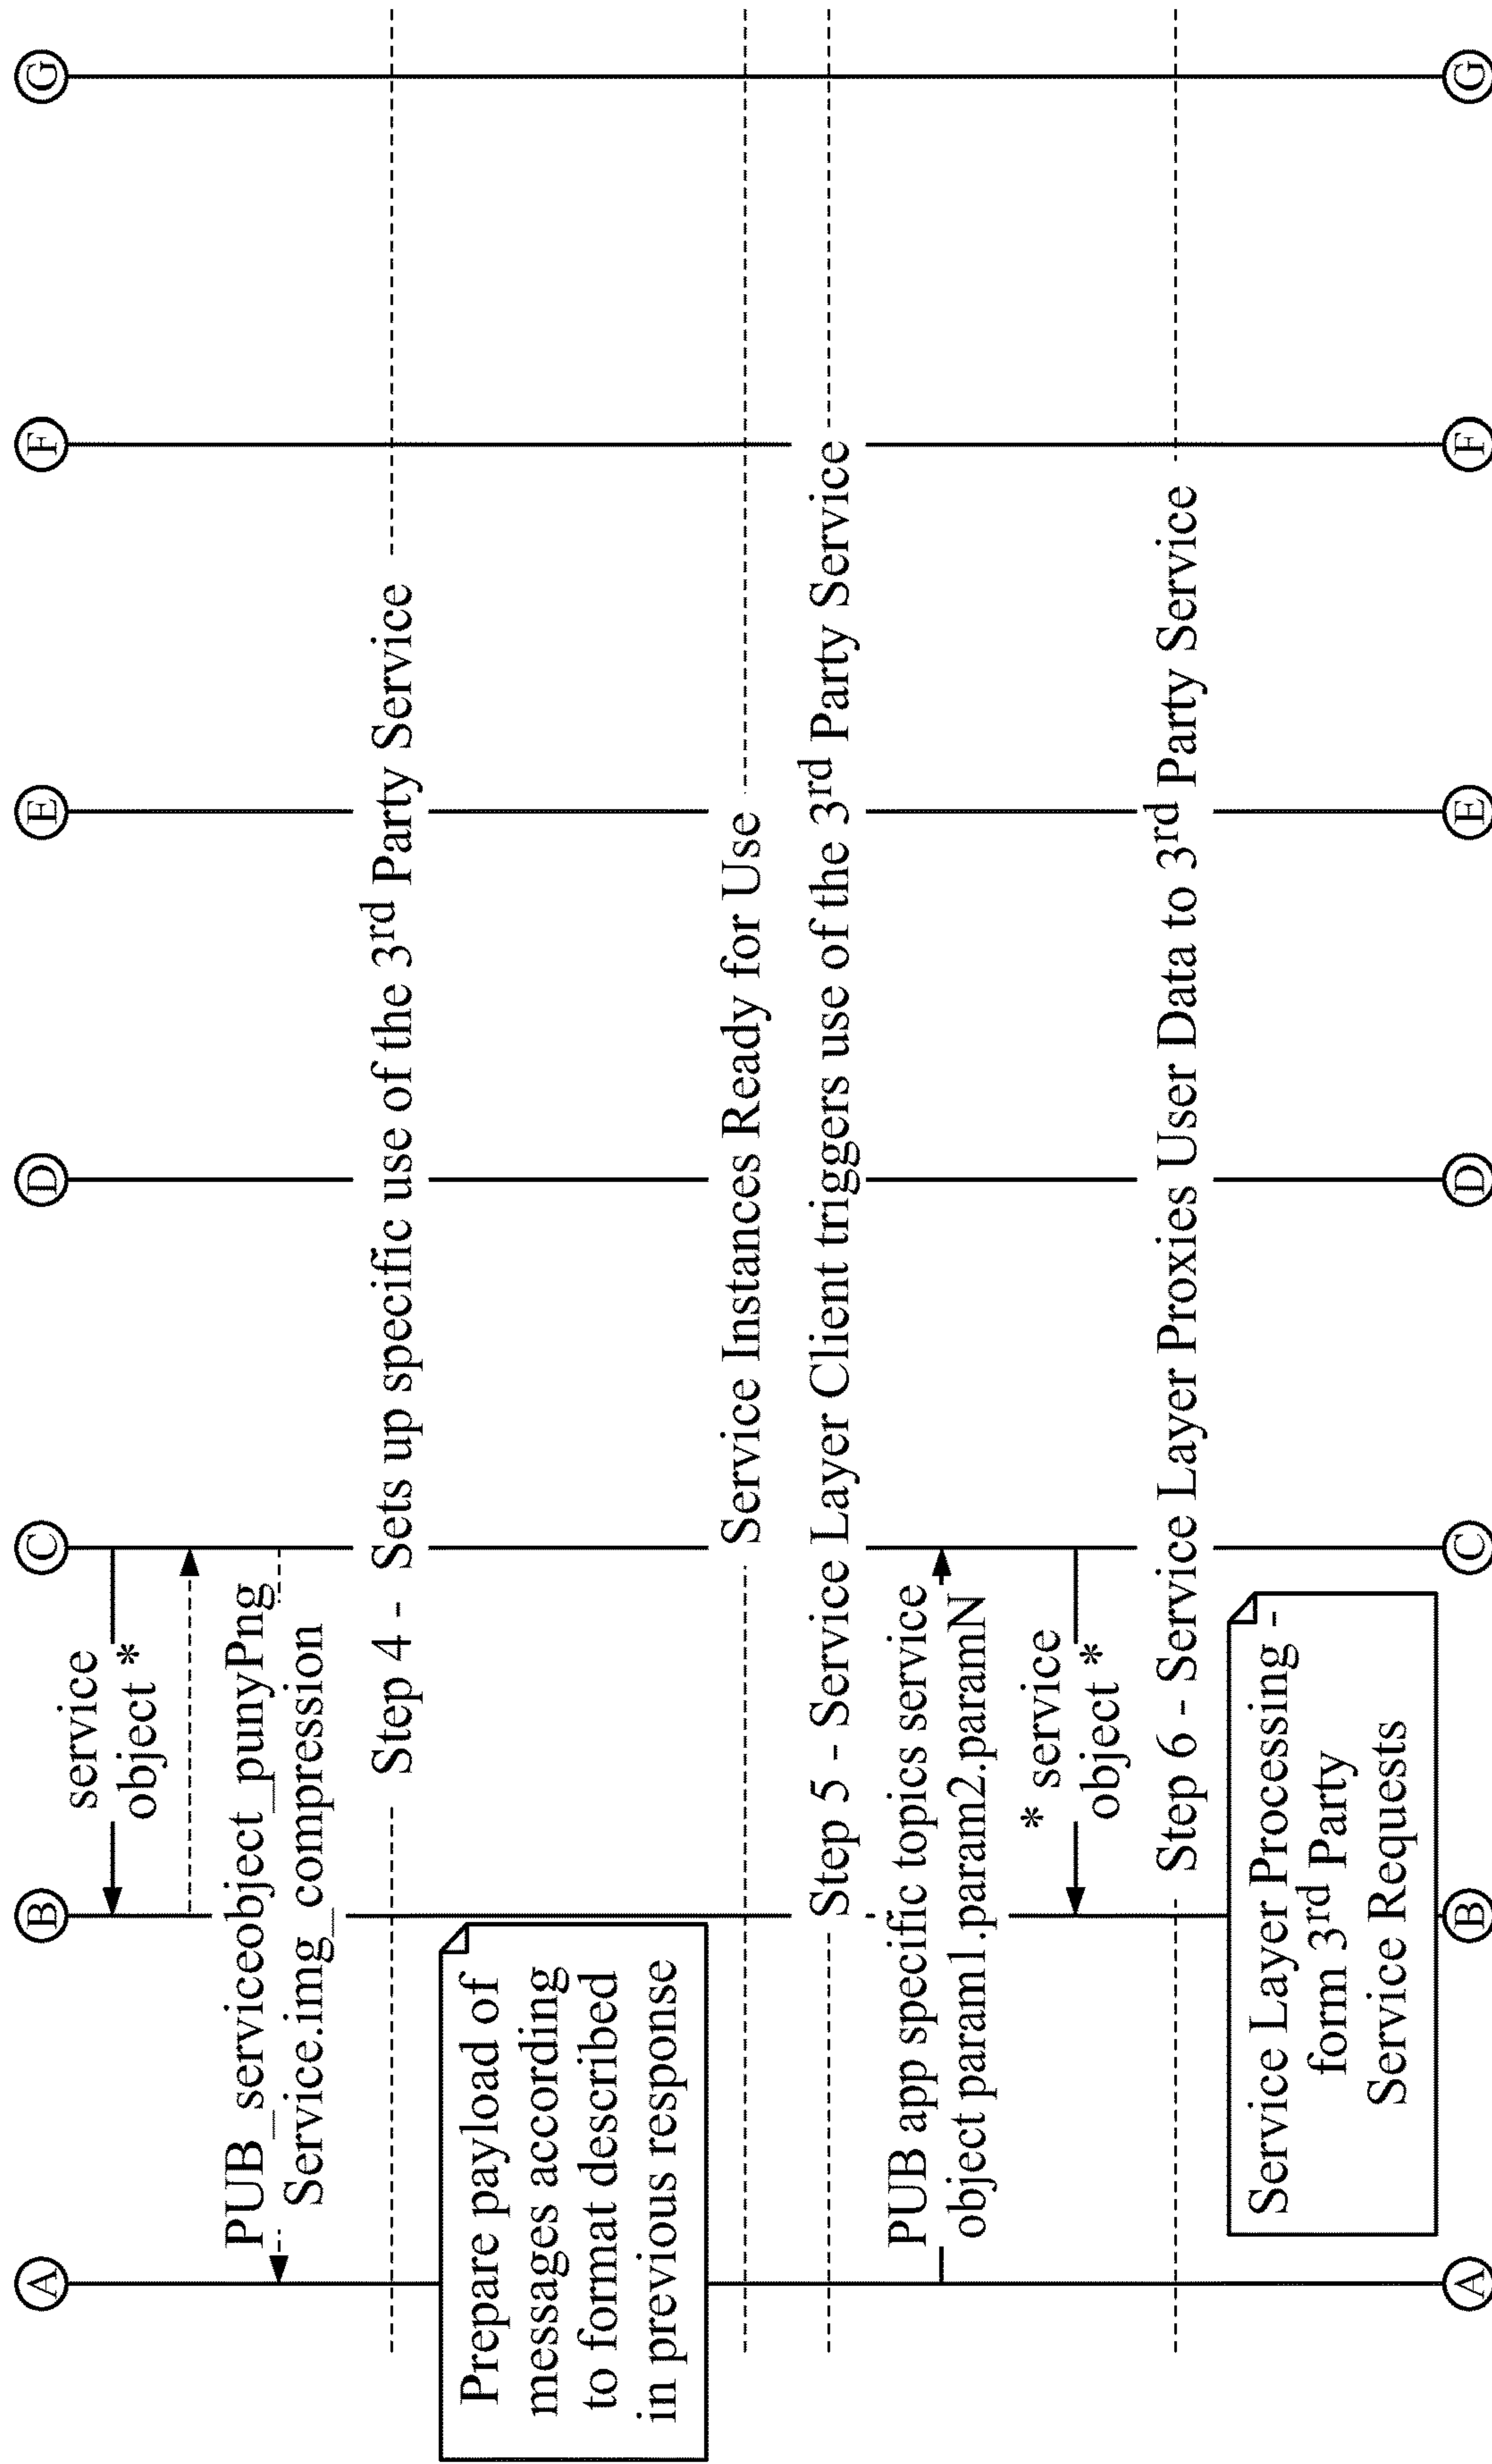 A
B
C
D
E
F
G
service
object *
PUB_serviceobject_punyPng
Service.img_compression
Step 4 - Sets up specific use of the 3rd Party Service
Prepare payload of
messages according
to format described
in previous response
Service Instances Ready for Use
Step 5 - Service Layer Client triggers use of the 3rd Party Service
PUB app specific topics service
object param1.param2.paramN
* service
object *
Step 6 - Service Layer Proxies User Data to 3rd Party Service
Service Layer Processing -
form 3rd Party
Service Requests
A
B
C
D
E
F
G